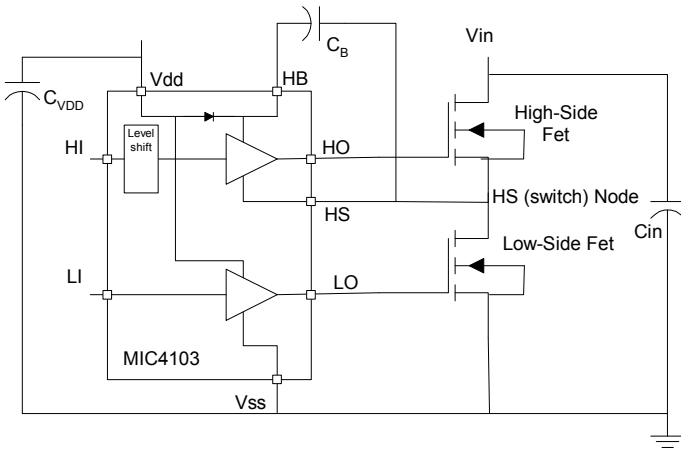 C_B
Vin
Vdd
HB
C_VDD
High-Side
Fet
Level
shift
HI
HO
HS (switch) Node
HS
Cin
Low-Side Fet
LI
LO
MIC4103
Vss